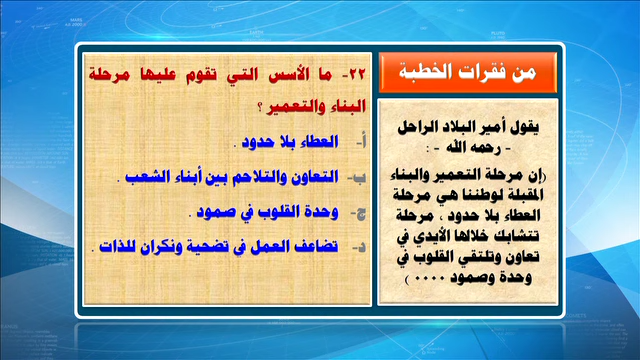 من فقرات الخطبة
يقول أمير البلاد الراحل
- رحمه الله - :
(إن مرحلة التعمير والبناء
المقبلة لوطننا هي مرحلة
العطاء بلا حدود ، مرحلة
تتشابك خلالها الأيدي في
تعاون وتلتقي القلوب في
وحدة وصمود ....)
٢٢- ما الأسس التي تقوم عليها مرحلة
البناء والتعمير ؟
أ- العطاء بلا حدود .
ب- التعاون والتلاحم بين أبناء الشعب .
ج- وحدة القلوب في صمود .
د- تضاعف العمل في تضحية ونكران للذات .